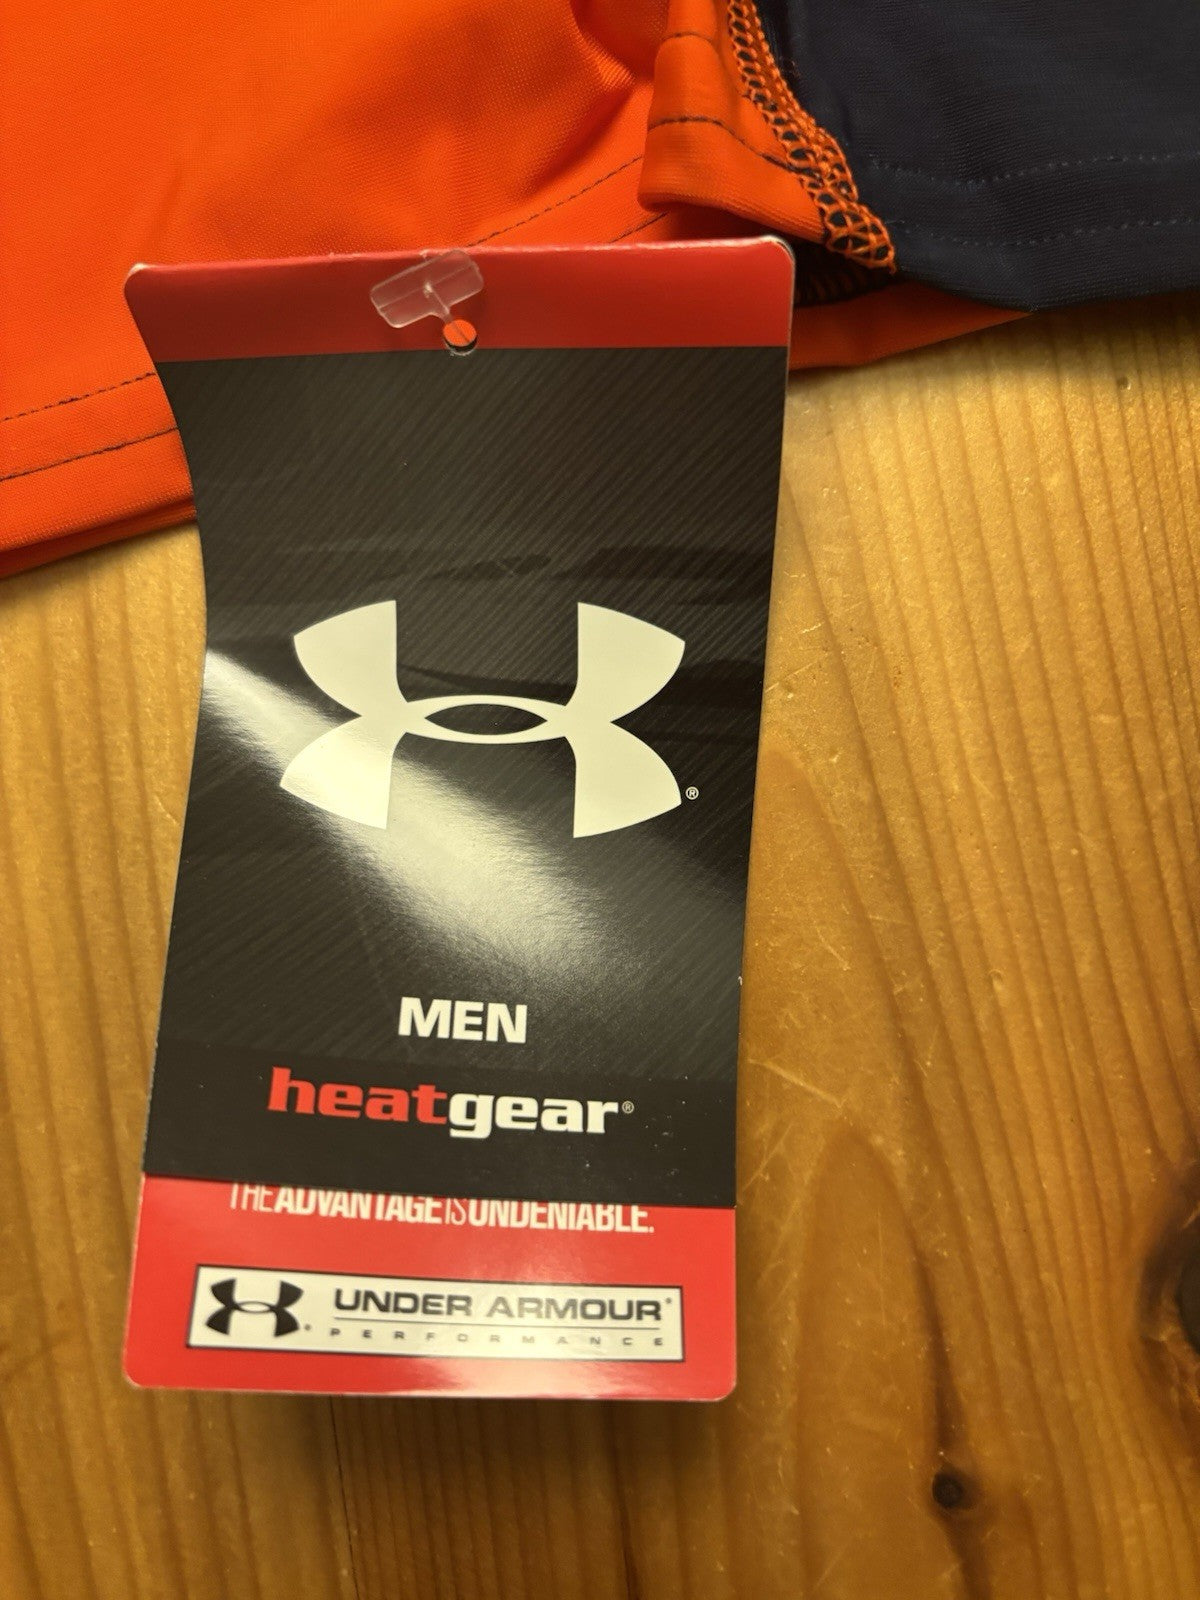 ®
MEN
heatgear®
THE ADVANTAGE IS UNDENIABLE.
UNDER ARMOUR®
PERFORMANCE